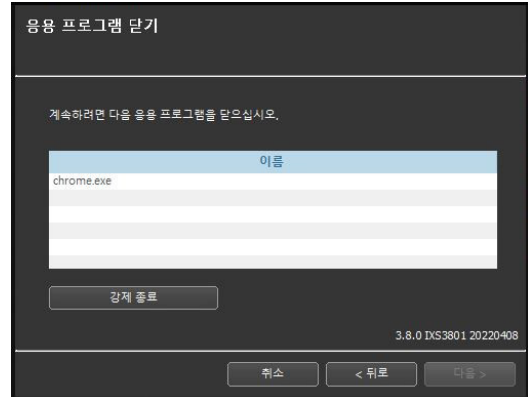 응용 프로그램 닫기
계속하려면 다음 응용 프로그램을 닫으십시오.
이름
chrome.exe
강제 종료
3.8.0 IXS3801 20220408
취소
< 뒤로
다음 >